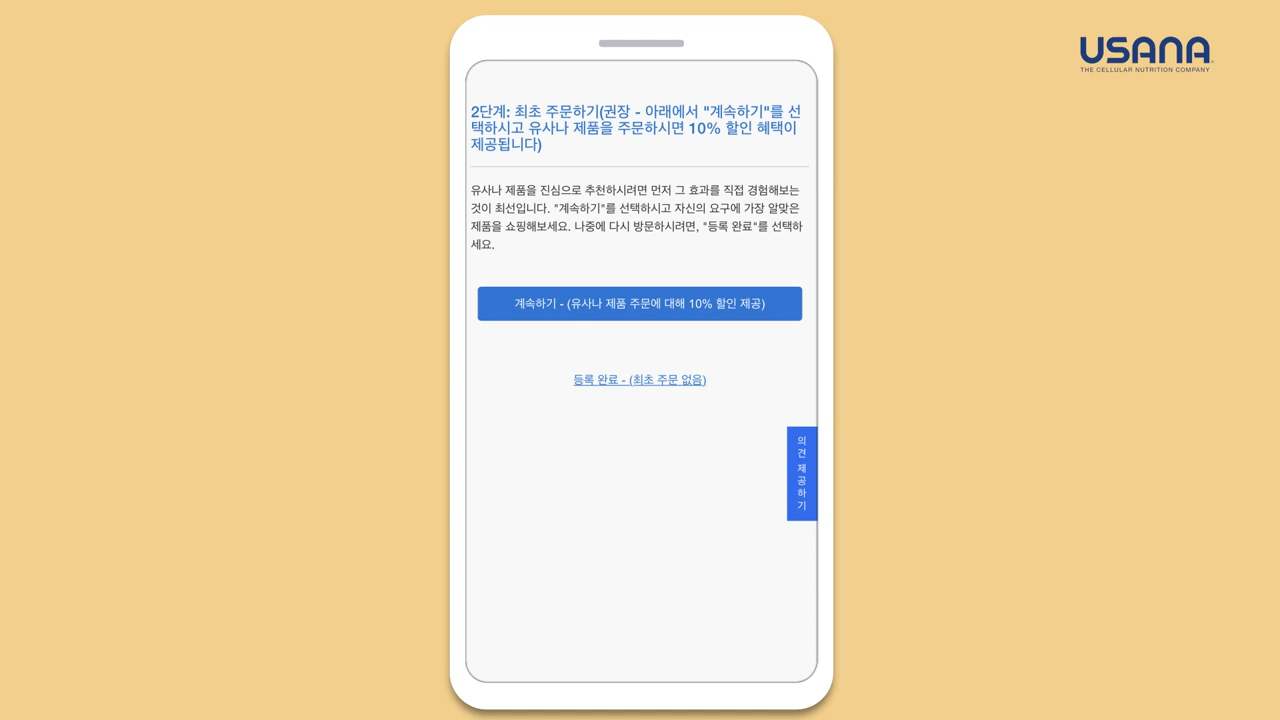 USANA
THE CELLULAR NUTRITION COMPANY
2단계: 최초 주문하기(권장 - 아래에서 "계속하기"를 선
택하시고 유사나 제품을 주문하시면 10% 할인 혜택이
제공됩니다)
유사나 제품을 진심으로 추천하시려면 먼저 그 효과를 직접 경험해보는
것이 최선입니다. "계속하기"를 선택하시고 자신의 요구에 가장 알맞은
제품을 쇼핑해보세요. 나중에 다시 방문하시려면, "등록 완료"를 선택하
세요.
계속하기 - (유사나 제품 주문에 대해 10% 할인 제공)
등록 완료 - (최초 주문 없음)
의견 제공하기